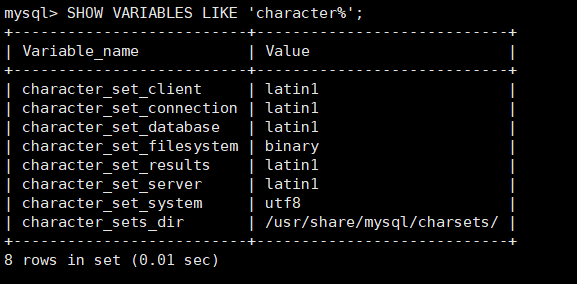 mysql> SHOW VARIABLES LIKE 'character%';
+--------------------------+----------------------------+
| Variable_name            | Value                      |
+--------------------------+----------------------------+
| character_set_client     | latin1                     |
| character_set_connection | latin1                     |
| character_set_database   | latin1                     |
| character_set_filesystem | binary                     |
| character_set_results    | latin1                     |
| character_set_server     | latin1                     |
| character_set_system     | utf8                       |
| character_sets_dir       | /usr/share/mysql/charsets/ |
+--------------------------+----------------------------+
8 rows in set (0.01 sec)